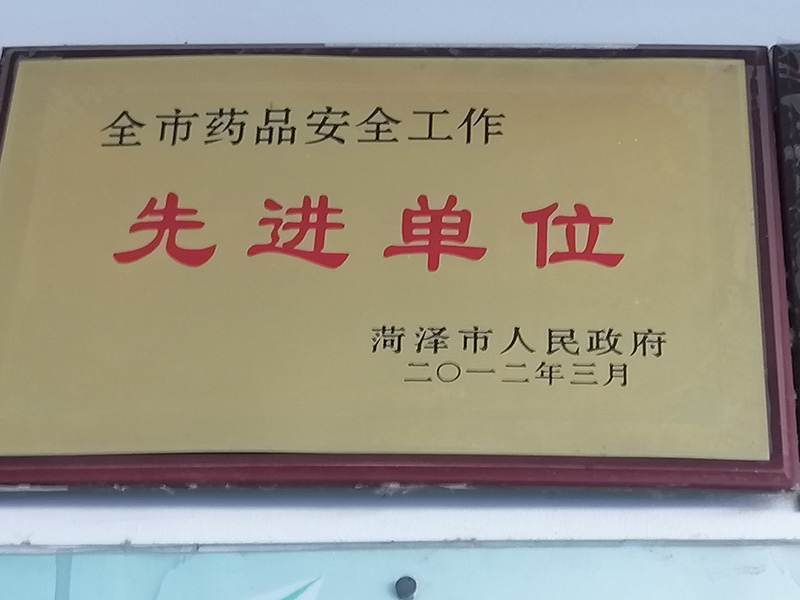 全市药品安全工作
先进单位
菏泽市人民政府
二〇一二年三月